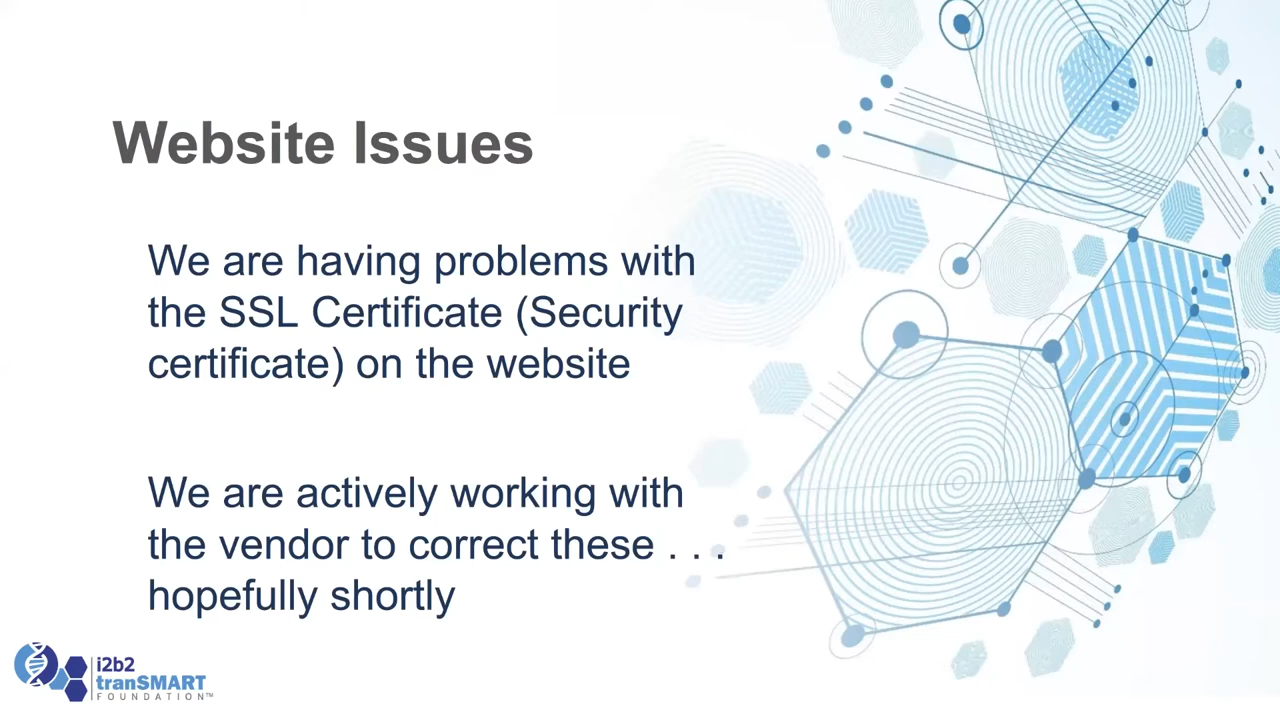 Website Issues
We are having problems with
the SSL Certificate (Security
certificate) on the website
We are actively working with
the vendor to correct these . . .
hopefully shortly
i2b2
tranSMART
FOUNDATION™